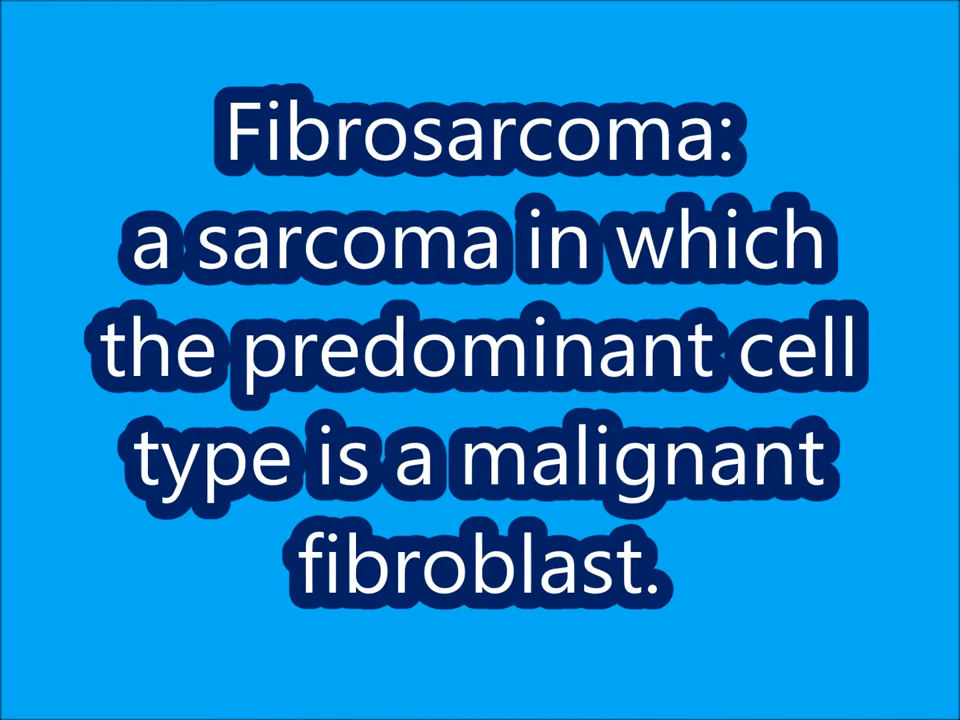 Fibrosarcoma:
a sarcoma in which
the predominant cell
type is a malignant
fibroblast.